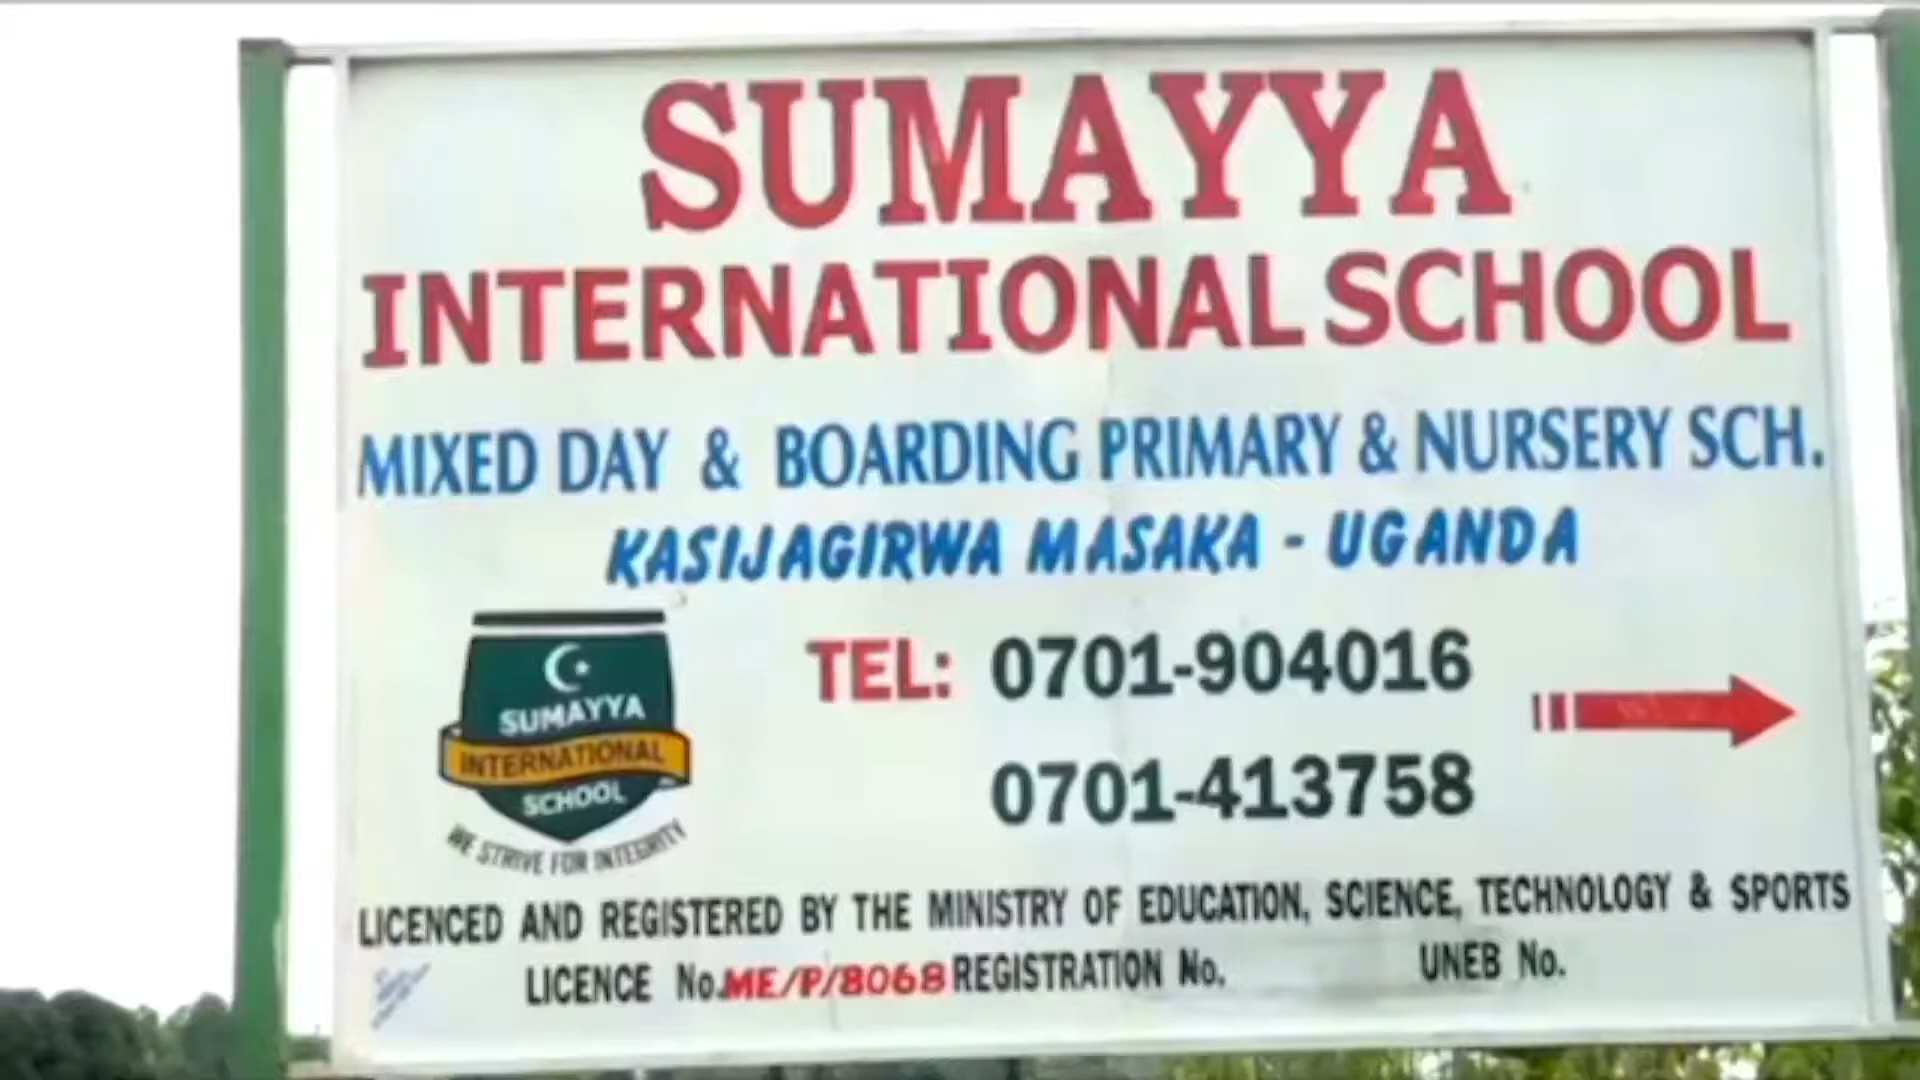 SUMAYYA
INTERNATIONAL SCHOOL
MIXED DAY & BOARDING PRIMARY & NURSERY SCH.
KASIJAGIRWA MASAKA - UGANDA
SUMAYYA
INTERNATIONAL
SCHOOL
WE STRIVE FOR INTEGRITY
TEL: 0701-904016
0701-413758
LICENCED AND REGISTERED BY THE MINISTRY OF EDUCATION, SCIENCE, TECHNOLOGY & SPORTS
LICENCE No. ME/P/8068 REGISTRATION No. UNEB No.